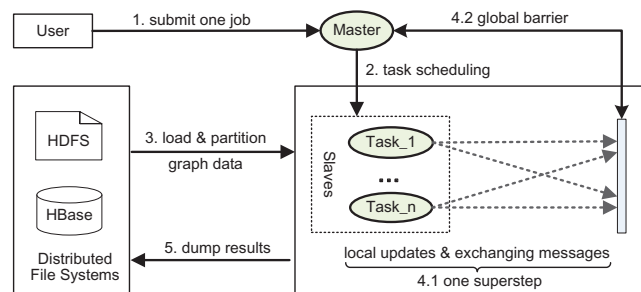 1. submit one job
4.2 global barrier
User
Master
2. task scheduling
HDFS
3. load & partition
graph data
Task_1
Slaves
...
HBase
Task_n
5. dump results
Distributed
File Systems
local updates & exchanging messages
4.1 one superstep